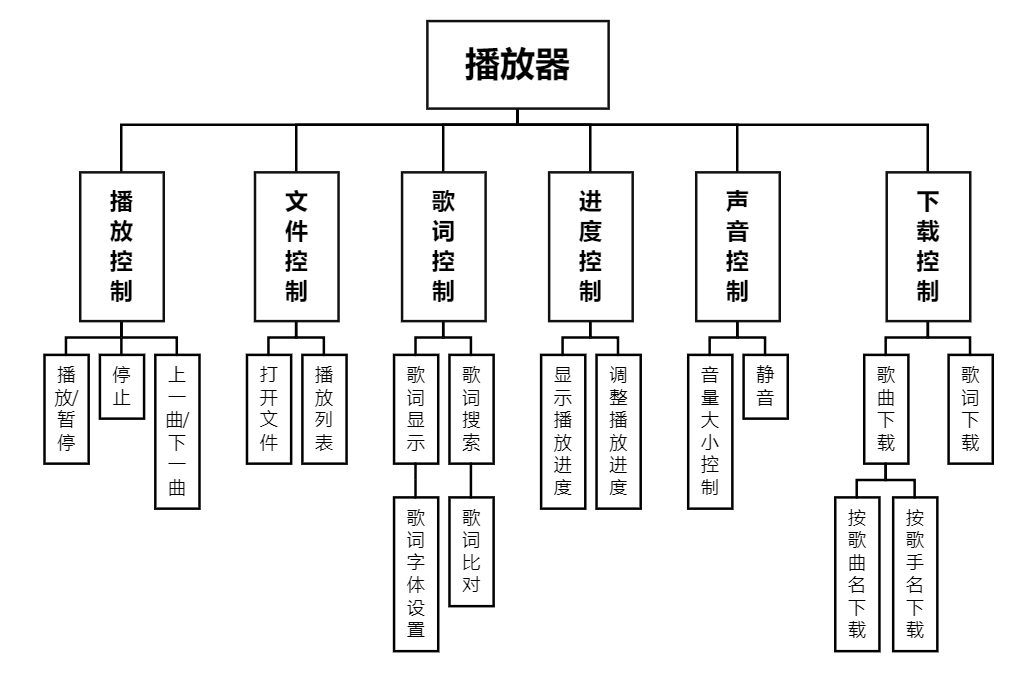 播放器
播放控制
文件控制
歌词控制
进度控制
声音控制
下载控制
播放/暂停
停止
上一曲/下一曲
打开文件
播放列表
歌词显示
歌词搜索
显示播放进度
调整播放进度
音量大小控制
静音
歌曲下载
歌词下载
歌词字体设置
歌词比对
按歌曲名下载
按歌手名下载